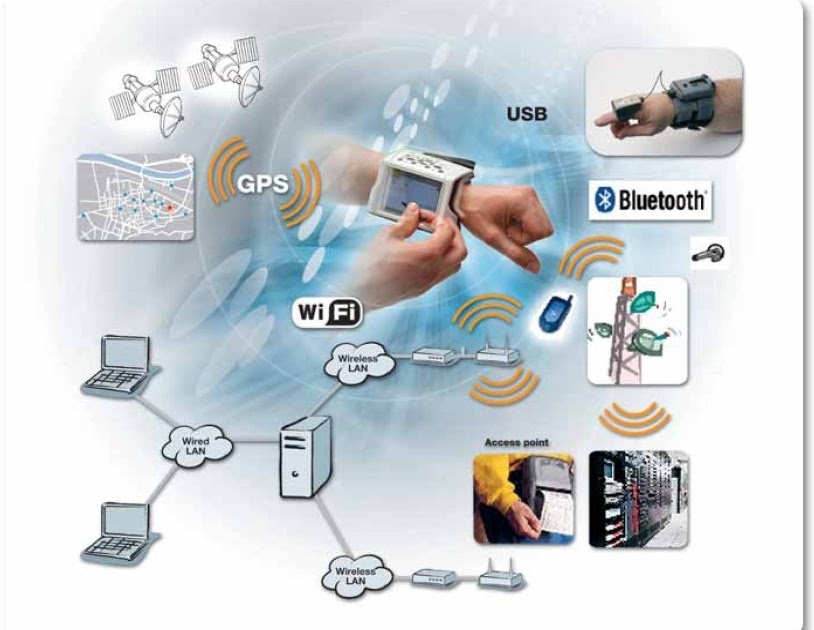 USB
GPS
Bluetooth
Wi Fi
Wireless
LAN
Wired
LAN
Access point
Wireless
LAN